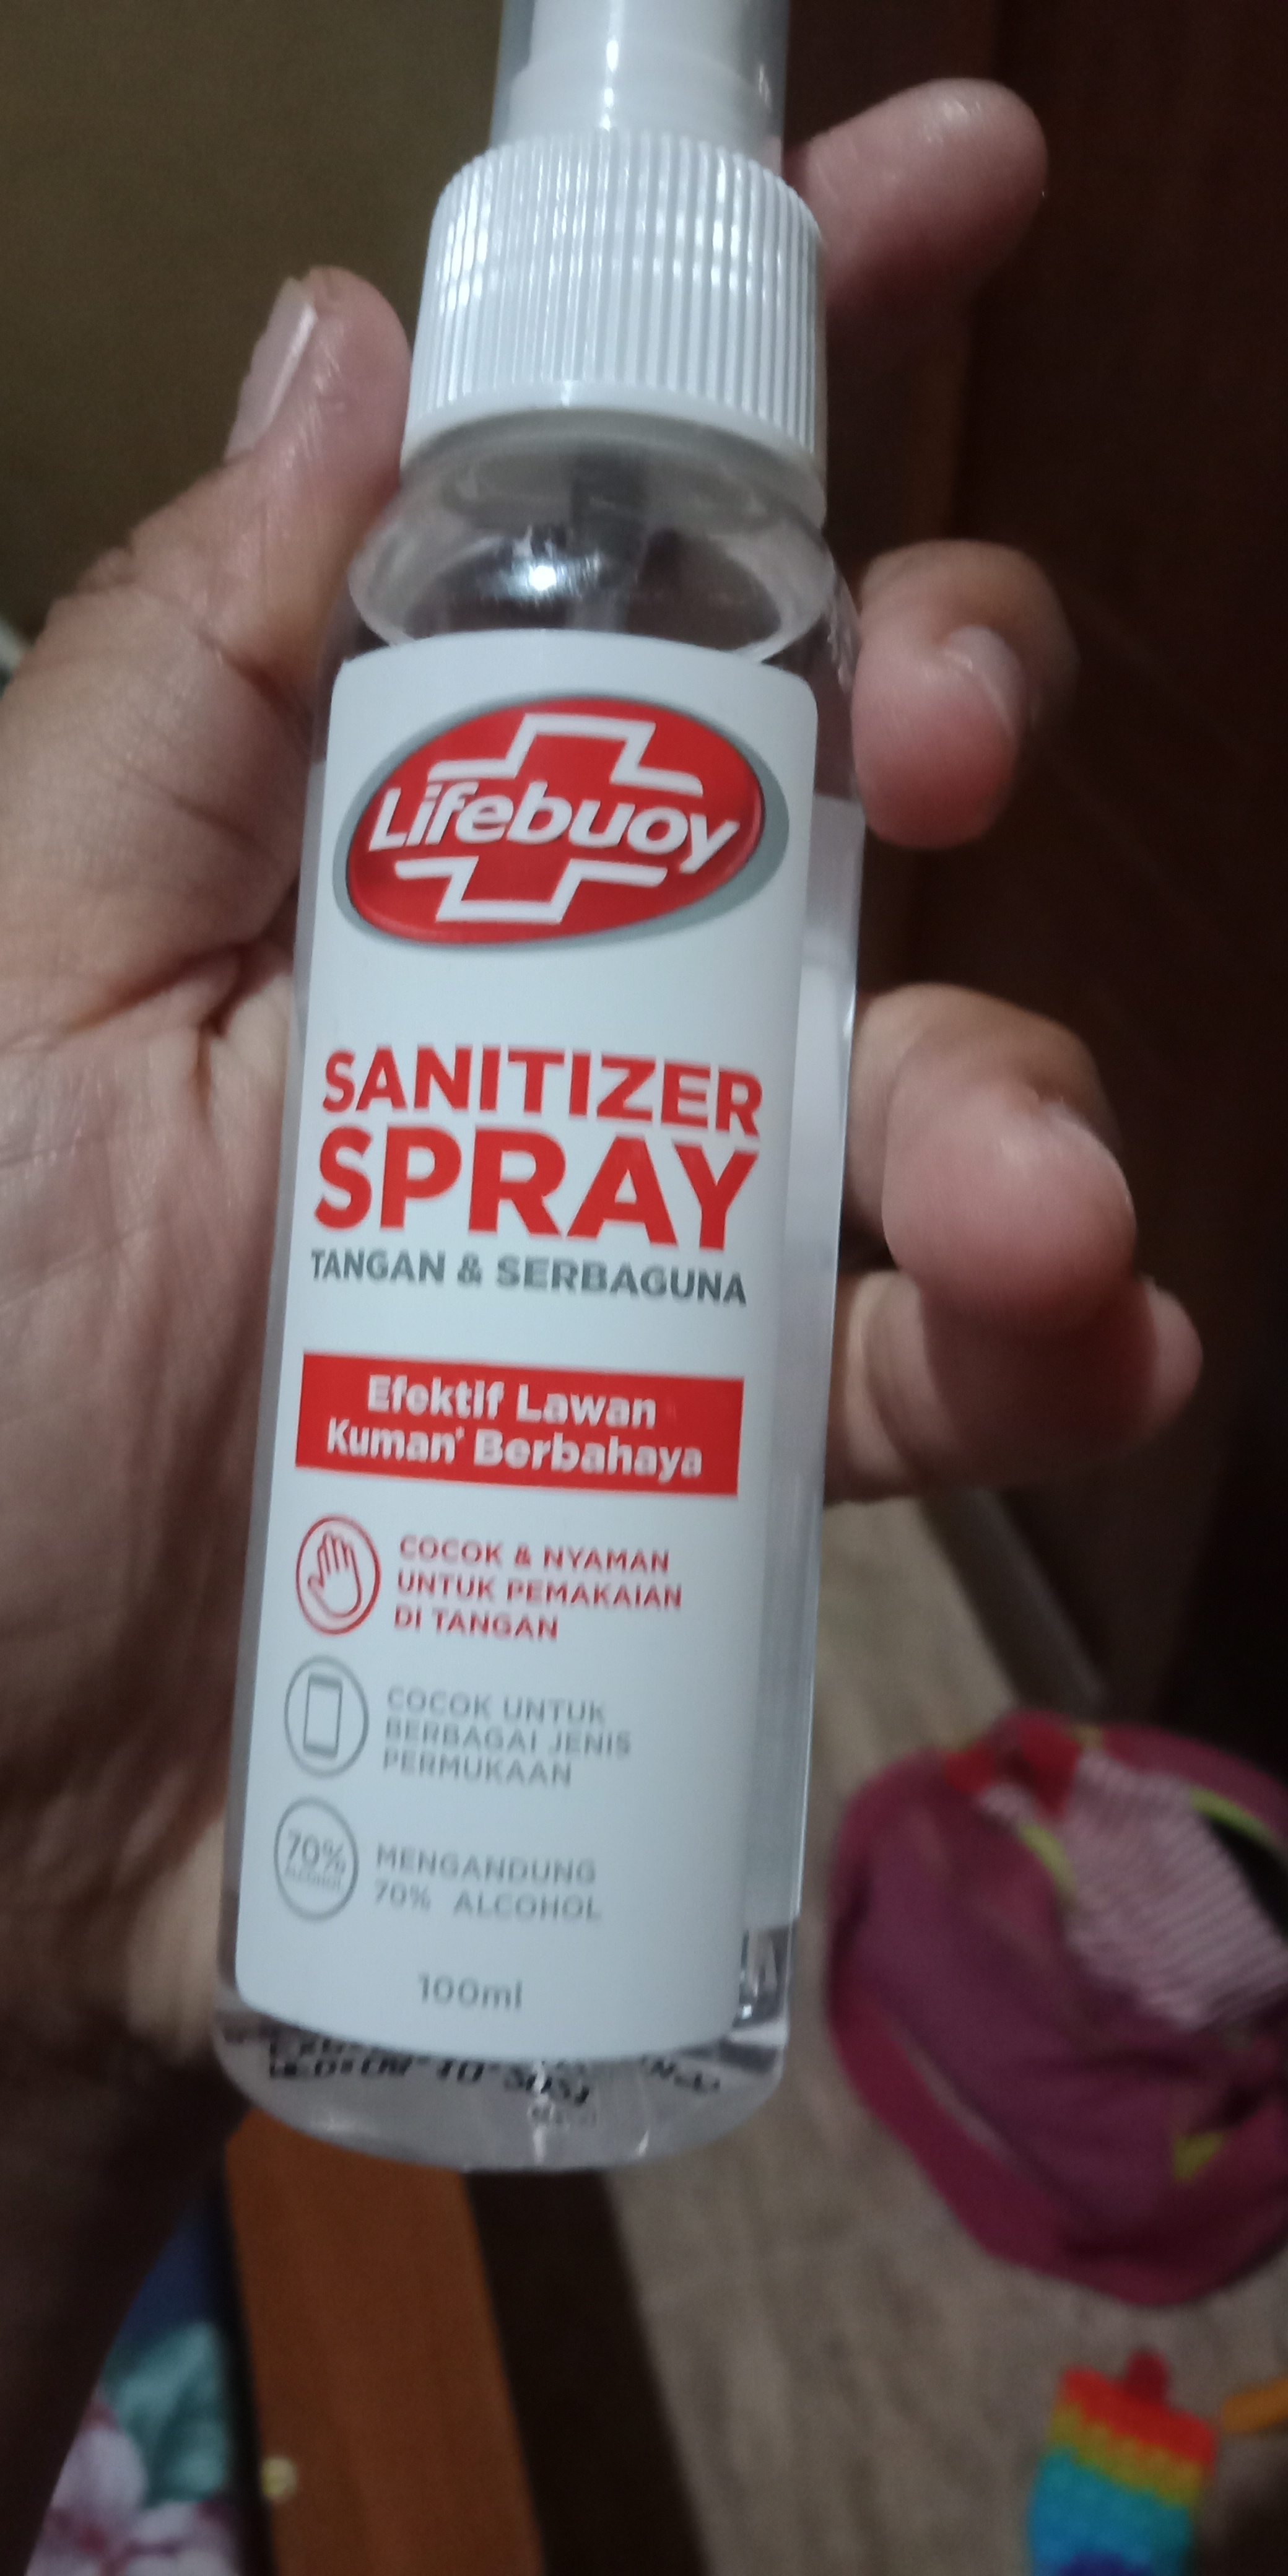 Lifebuoy
SANITIZER
SPRAY
TANGAN & SERBAGUNA
Efektif Lawan
Kuman* Berbahaya
COCOK & NYAMAN
UNTUK PEMAKAIAN
DI TANGAN
COCOK UNTUK
BERBAGAI JENIS
PERMUKAAN
70%
ALCOHOL
MENGANDUNG
70% ALCOHOL
100ml